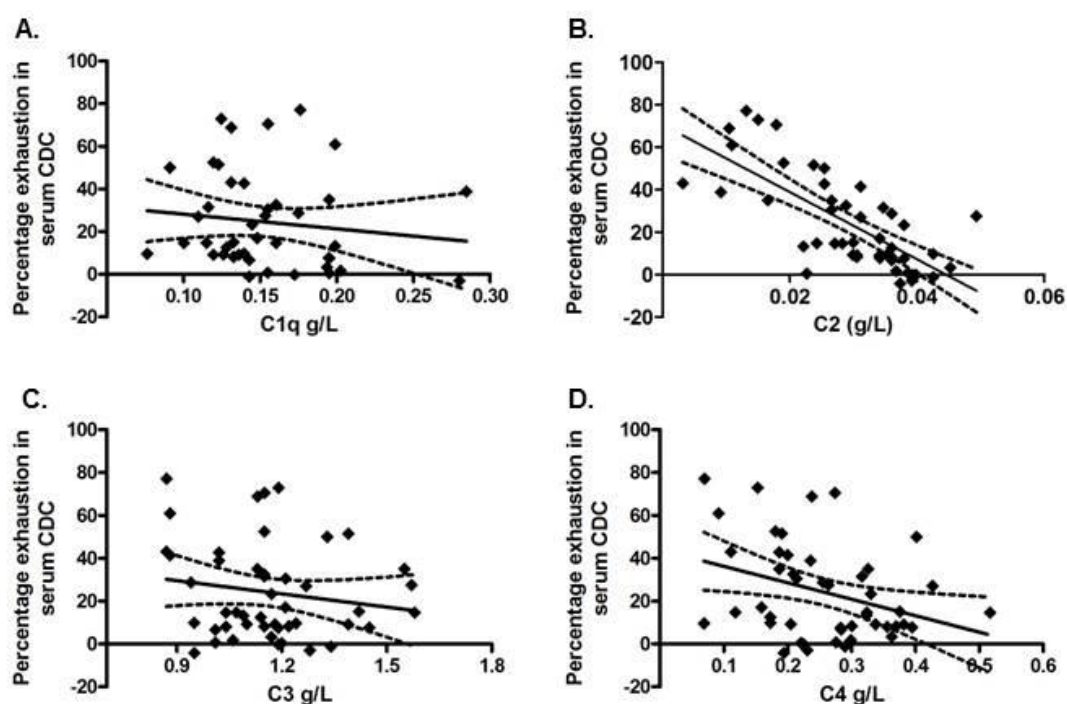 A.
Percentage exhaustion in
serum CDC
100
80
60
40
20
0
-20
0.10
0.15
0.20
0.25
0.30
C1q g/L
B.
Percentage exhaustion in
serum CDC
100
80
60
40
20
0
-20
0.02
0.04
0.06
C2 (g/L)
C.
Percentage exhaustion in
serum CDC
100
80
60
40
20
0
-20
0.9
1.2
1.5
1.8
C3 g/L
D.
Percentage exhaustion in
serum CDC
100
80
60
40
20
0
-20
0.1
0.2
0.3
0.4
0.5
0.6
C4 g/L